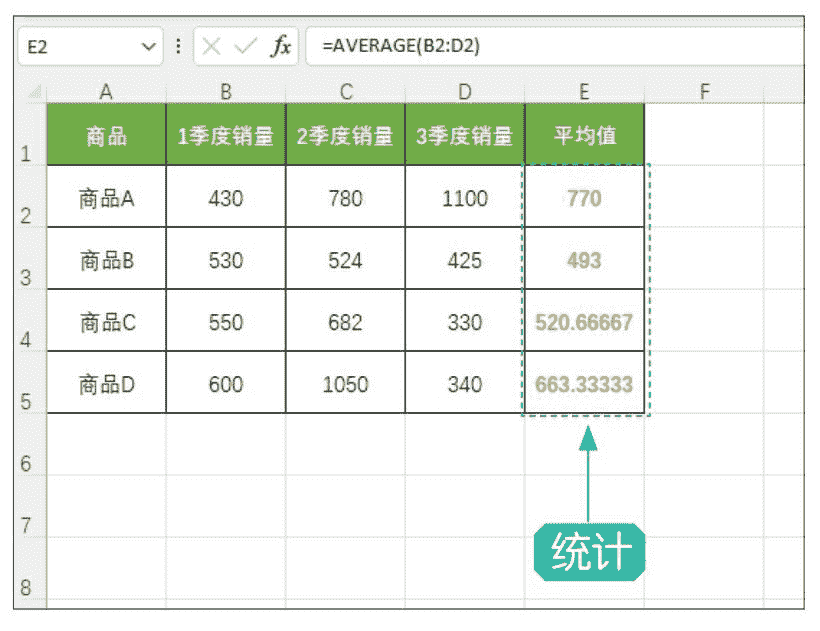 E2 fx =AVERAGE(B2:D2)
A B C D E F
1 商品 1季度销量 2季度销量 3季度销量 平均值
2 商品A 430 780 1100 770
3 商品B 530 524 425 493
4 商品C 550 682 330 520.66667
5 商品D 600 1050 340 663.33333
6
7 统计
8